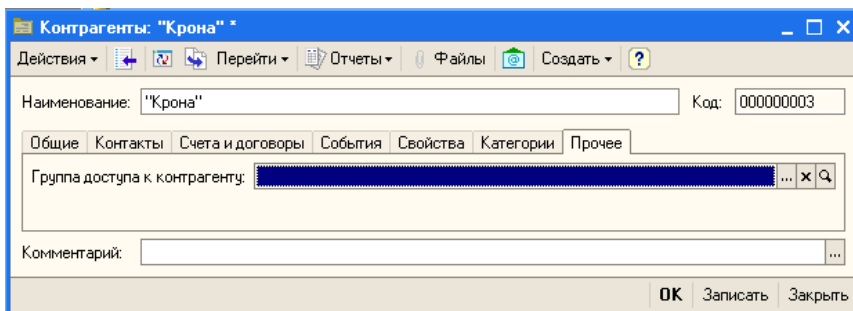 Контрагенты: "Крона" *
Действия Перейти Отчеты Файлы Создать ?
Наименование: "Крона" Код: 000000003
Общие Контакты Счета и договоры События Свойства Категории Прочее
Группа доступа к контрагенту: ... x
Комментарий: ...
OK Записать Закрыть